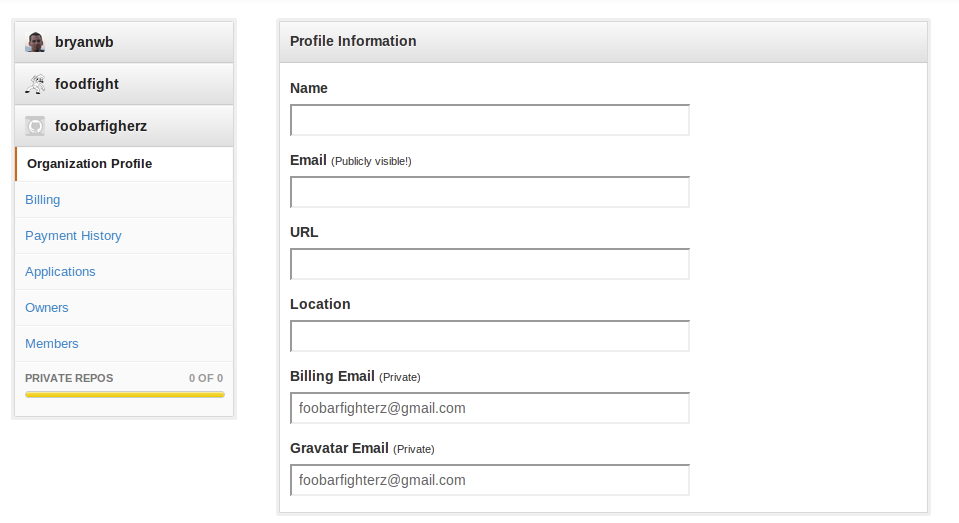 bryanwb
foodfight
foobarfigherz
Organization Profile
Billing
Payment History
Applications
Owners
Members
PRIVATE REPOS 0 OF 0
Profile Information
Name
Email (Publicly visible!)
URL
Location
Billing Email (Private)
foobarfighterz@gmail.com
Gravatar Email (Private)
foobarfighterz@gmail.com